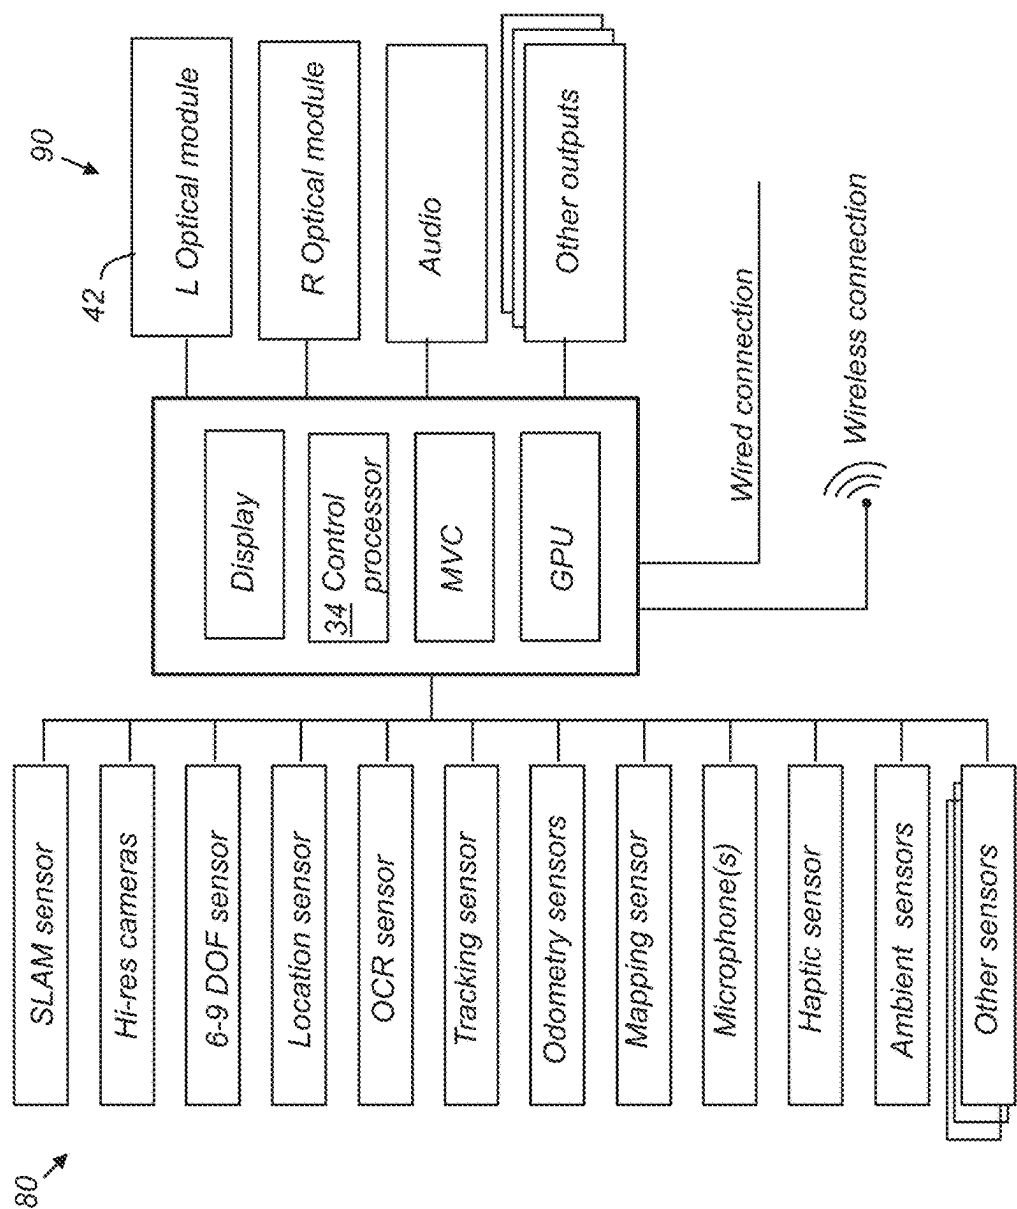 80
SLAM sensor
Hi-res cameras
6-9 DOF sensor
Location sensor
OCR sensor
Tracking sensor
Odometry sensors
Mapping sensor
Microphone(s)
Haptic sensor
Ambient sensors
Other sensors
Display
34 Control
processor
MVC
GPU
Wired connection
Wireless connection
90
42
L Optical module
R Optical module
Audio
Other outputs